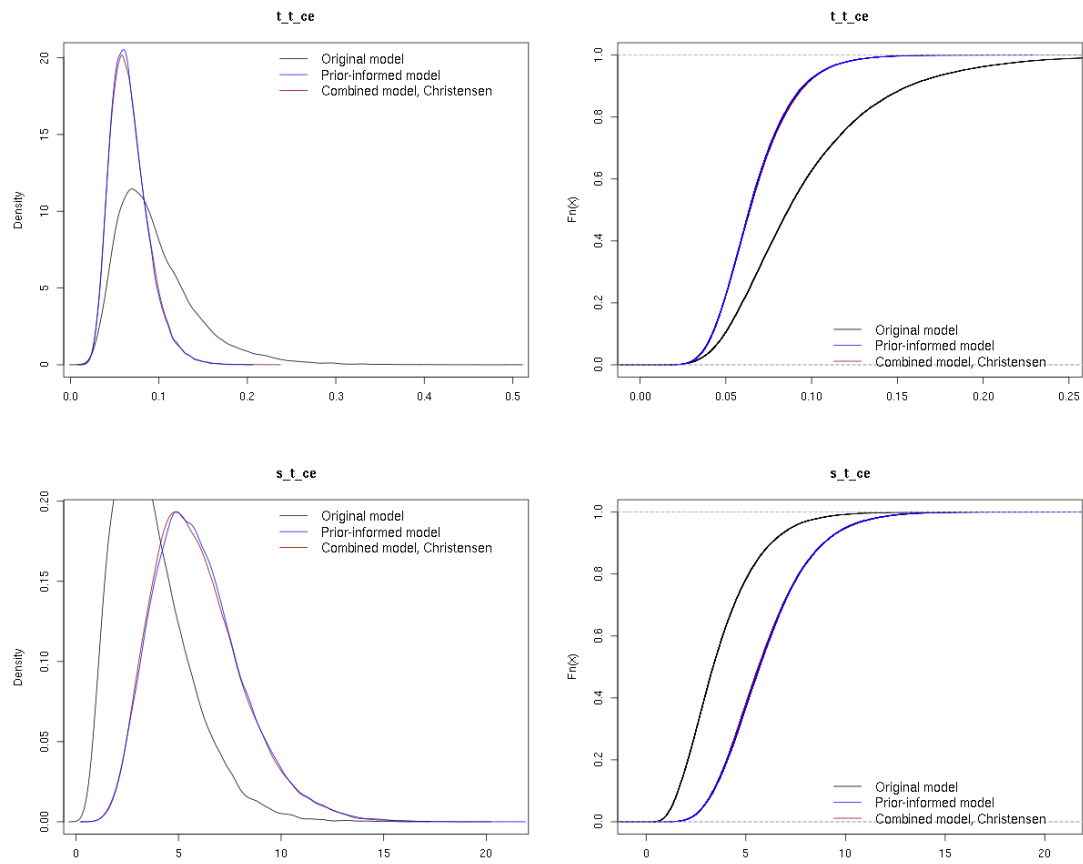 t_t_ce
Density
20
15
10
5
0
Original model
Prior-informed model
Combined model, Christensen
0.0 0.1 0.2 0.3 0.4 0.5
t_t_ce
Fn(x)
1.0
0.8
0.6
0.4
0.2
0.0
Original model
Prior-informed model
Combined model, Christensen
0.00 0.05 0.10 0.15 0.20 0.25
s_t_ce
Density
0.20
0.15
0.10
0.05
0.00
Original model
Prior-informed model
Combined model, Christensen
0 5 10 15 20
s_t_ce
Fn(x)
1.0
0.8
0.6
0.4
0.2
0.0
Original model
Prior-informed model
Combined model, Christensen
0 5 10 15 20